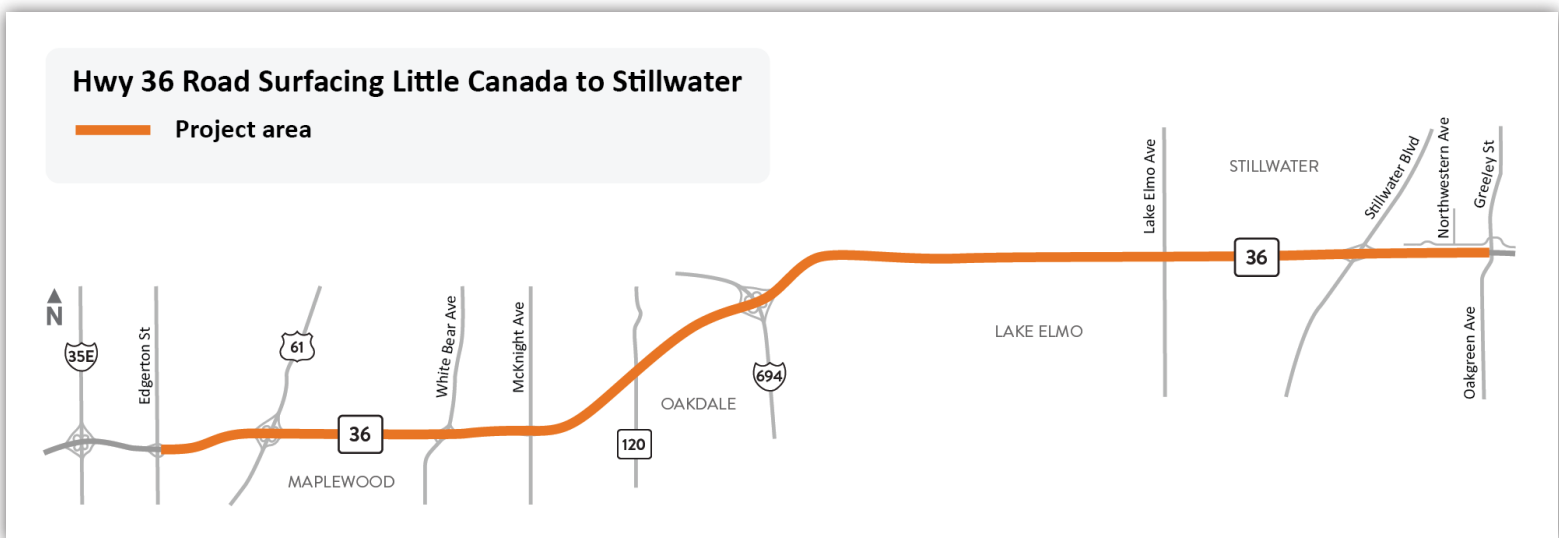 Hwy 36 Road Surfacing Little Canada to Stillwater
Project area
N
35E
Edgerton St
61
36
MAPLEWOOD
White Bear Ave
McKnight Ave
120
OAKDALE
694
LAKE ELMO
Lake Elmo Ave
STILLWATER
36
Stillwater Blvd
Northwestern Ave
Greeley St
Oakgreen Ave